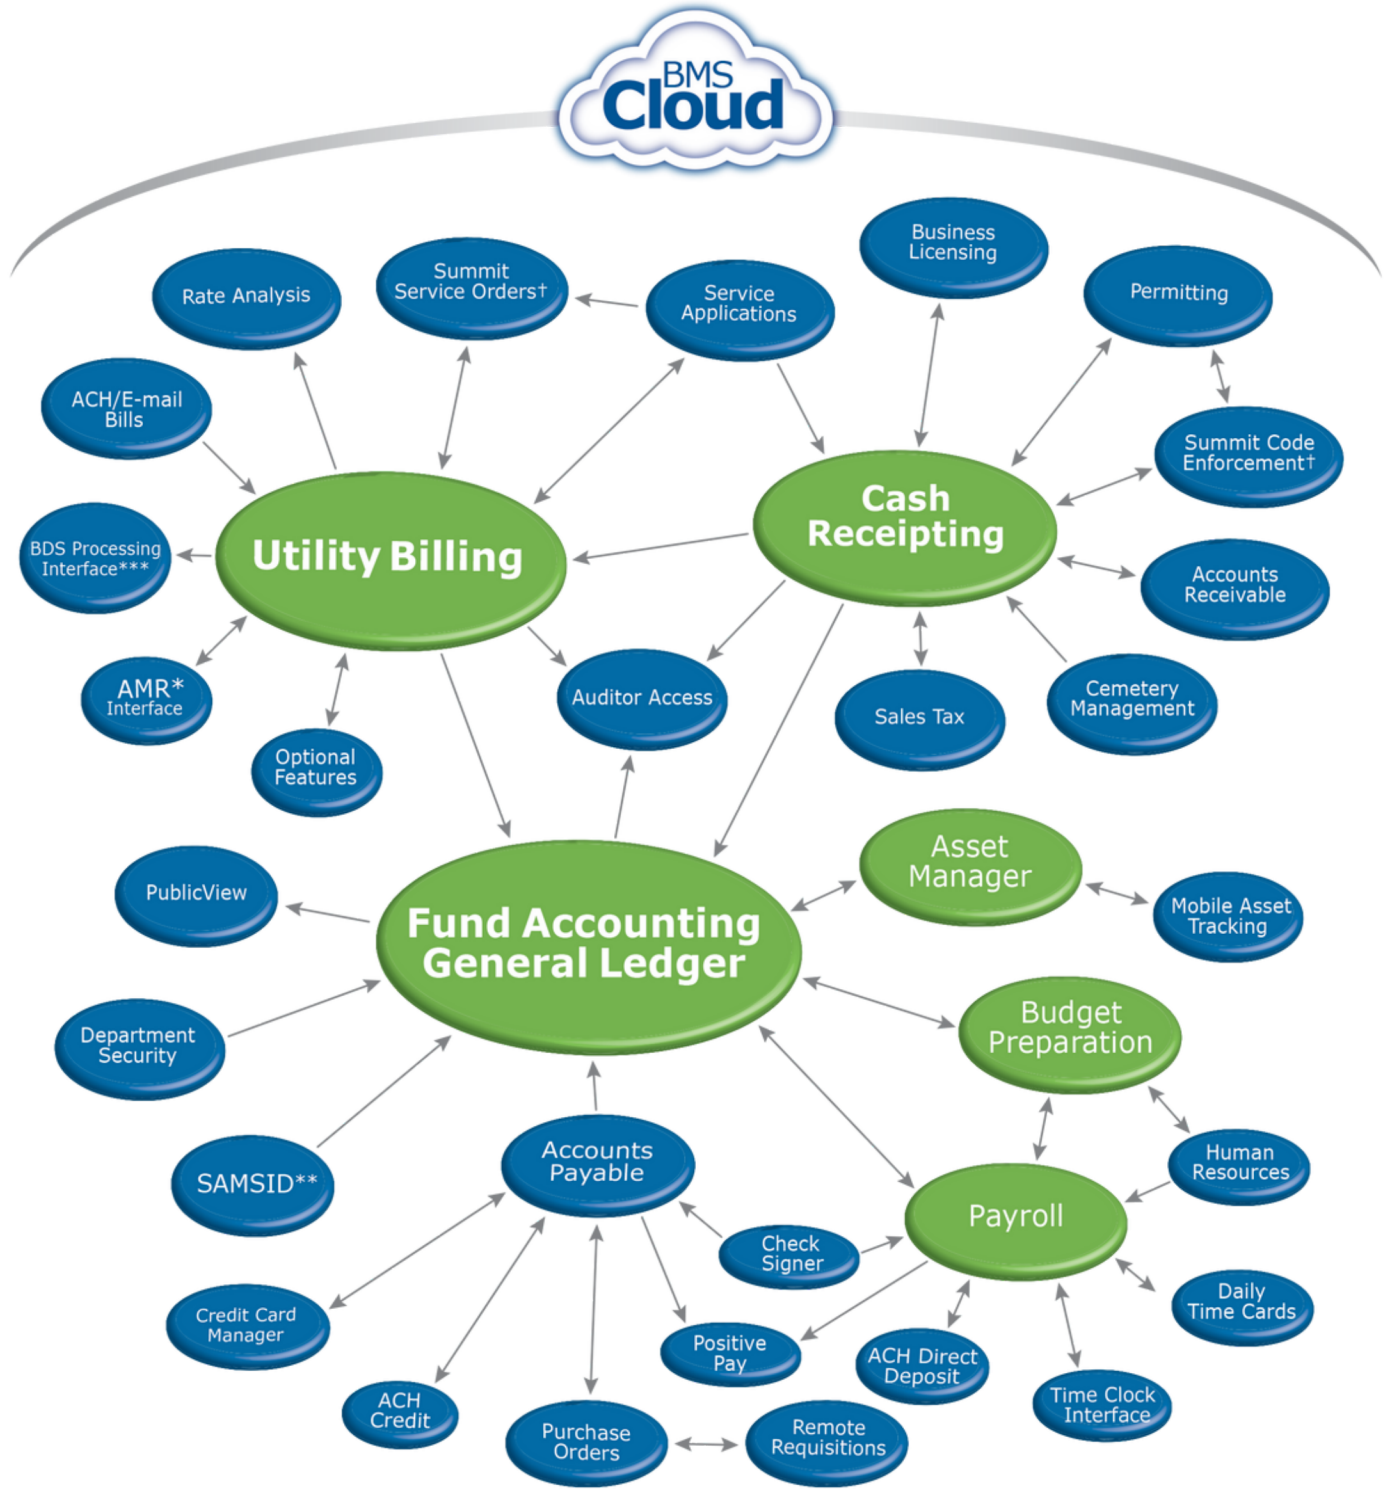 BMS
Cloud
Business
Licensing
Rate Analysis
Summit
Service Orders†
Service
Applications
Permitting
ACH/E-mail
Bills
Summit Code
Enforcement†
Cash
Receipting
Utility Billing
BDS Processing
Interface***
Accounts
Receivable
AMR*
Interface
Auditor Access
Sales Tax
Cemetery
Management
Optional
Features
Asset
Manager
PublicView
Mobile Asset
Tracking
Fund Accounting
General Ledger
Budget
Preparation
Department
Security
Accounts
Payable
Human
Resources
SAMSID**
Payroll
Check
Signer
Daily
Time Cards
Credit Card
Manager
Positive
Pay
ACH Direct
Deposit
Time Clock
Interface
ACH
Credit
Purchase
Orders
Remote
Requisitions